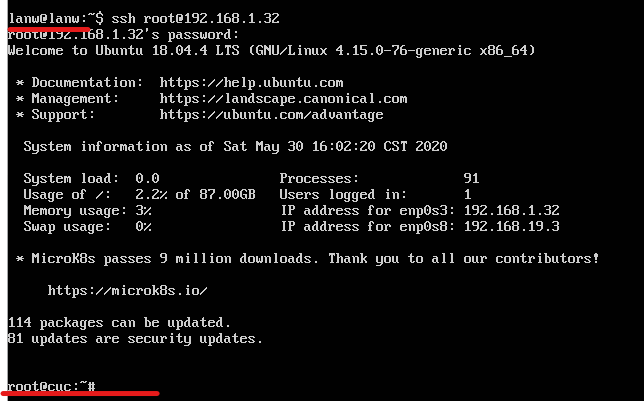 lanw@lanw:~$ ssh root@192.168.1.32
root@192.168.1.32's password:
Welcome to Ubuntu 18.04.4 LTS (GNU/Linux 4.15.0-76-generic x86_64)
* Documentation:  https://help.ubuntu.com
* Management:     https://landscape.canonical.com
* Support:        https://ubuntu.com/advantage
System information as of Sat May 30 16:02:20 CST 2020
System load:  0.0               Processes:             91
Usage of /:   2.2% of 87.00GB   Users logged in:       1
Memory usage: 3%                IP address for enp0s3: 192.168.1.32
Swap usage:   0%                IP address for enp0s8: 192.168.19.3
* MicroK8s passes 9 million downloads. Thank you to all our contributors!
https://microk8s.io/
114 packages can be updated.
81 updates are security updates.
root@cuc:~#